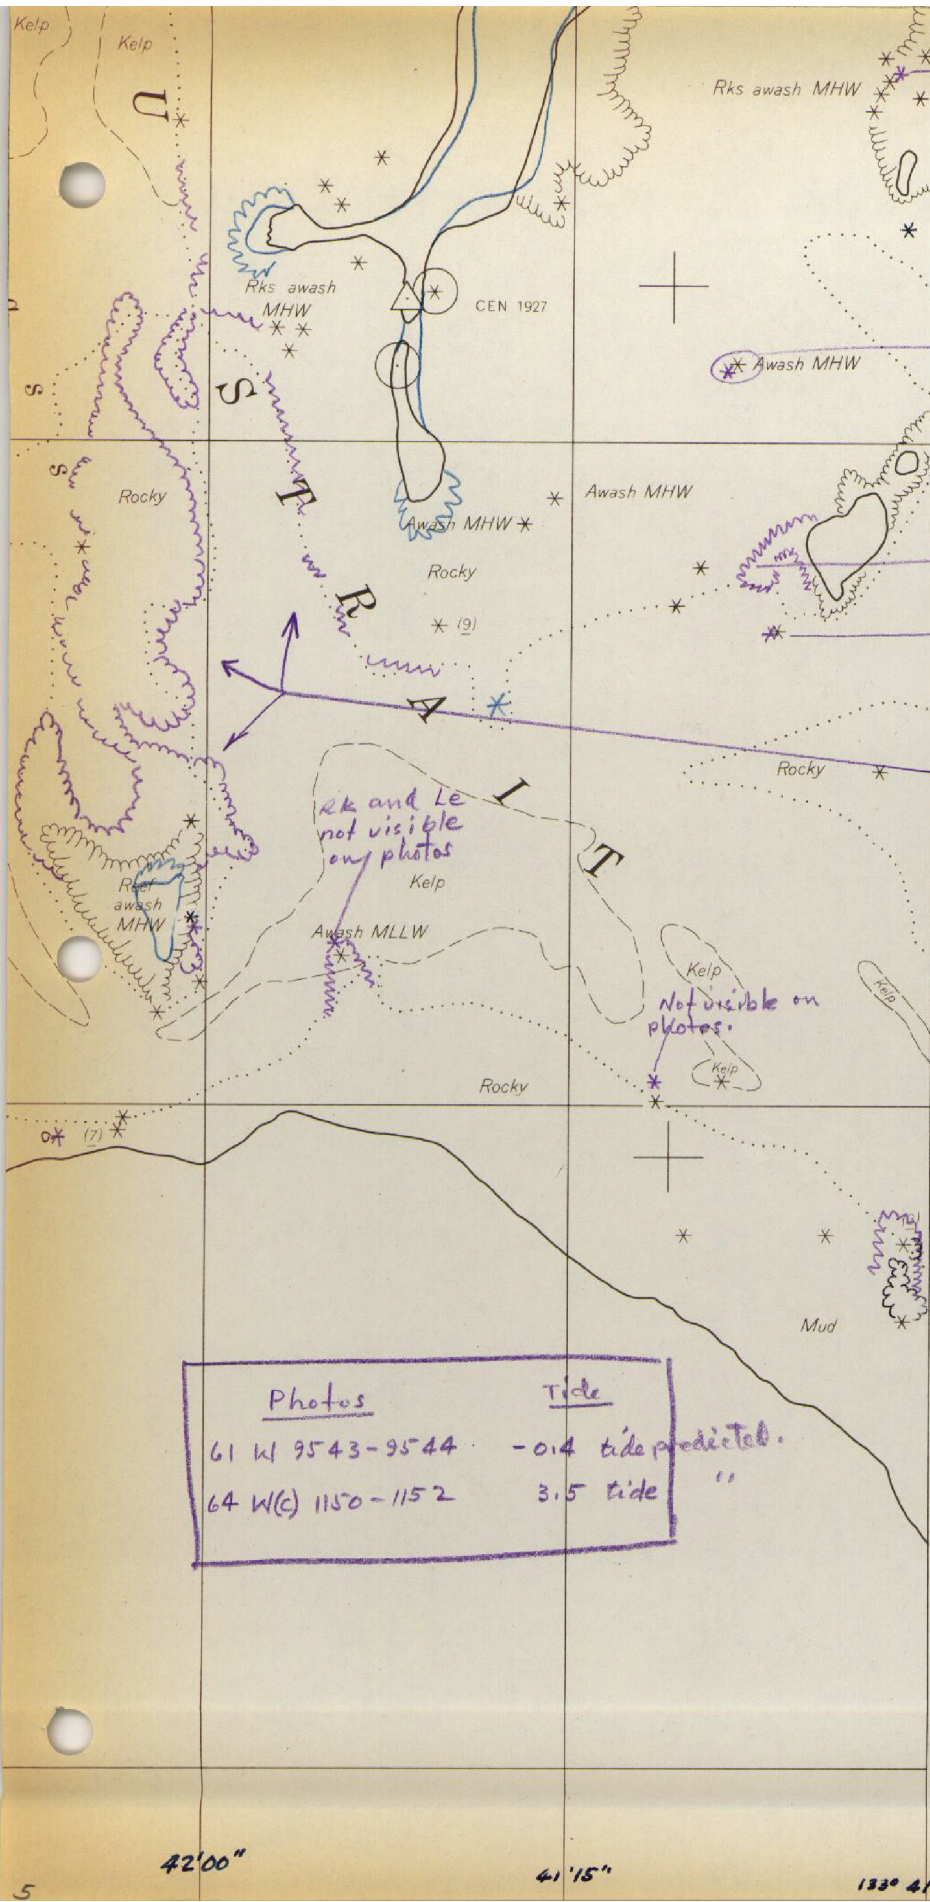 Kelp
Kelp
U
Rks awash MHW
Rks awash
MHW
CEN 1927
Awash MHW
S
s
s
T
Rocky
Awash MHW
Awash MHW
Rocky
R
(9)
A
Rocky
I
T
Rk and Le
not visible
on photos
Kelp
Reef
awash
MHW
Awash MLLW
Kelp
Kelp
Not visible on
photos.
Kelp
Rocky
(7)
Mud
Photos Tide
61 W 9543-9544 -0.4 tide predicted.
64 W(C) 1150-1152 3.5 tide "
42'00"
41'15"
133° 41
5